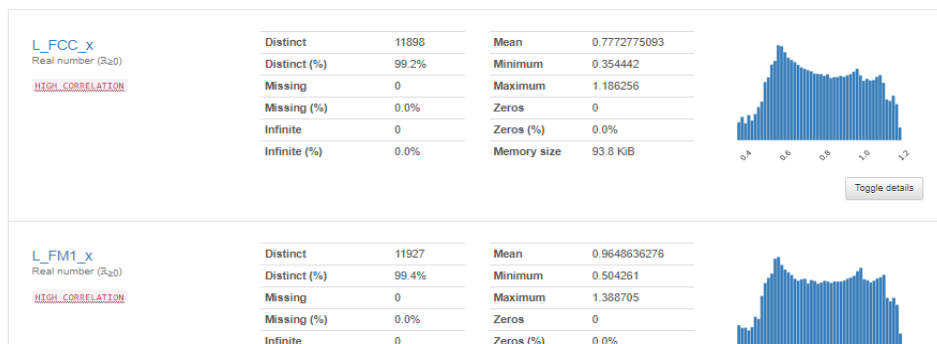 L_FCC_x
Real number (ℝ≥0)
HIGH CORRELATION
Distinct 11898
Distinct (%) 99.2%
Missing 0
Missing (%) 0.0%
Infinite 0
Infinite (%) 0.0%
Mean 0.7772775093
Minimum 0.354442
Maximum 1.186256
Zeros 0
Zeros (%) 0.0%
Memory size 93.8 KiB
0.4 0.6 0.8 1.0 1.2
Toggle details
L_FM1_x
Real number (ℝ≥0)
HIGH CORRELATION
Distinct 11927
Distinct (%) 99.4%
Missing 0
Missing (%) 0.0%
Infinite 0
Mean 0.9648636276
Minimum 0.504261
Maximum 1.388705
Zeros 0
Zeros (%) 0.0%